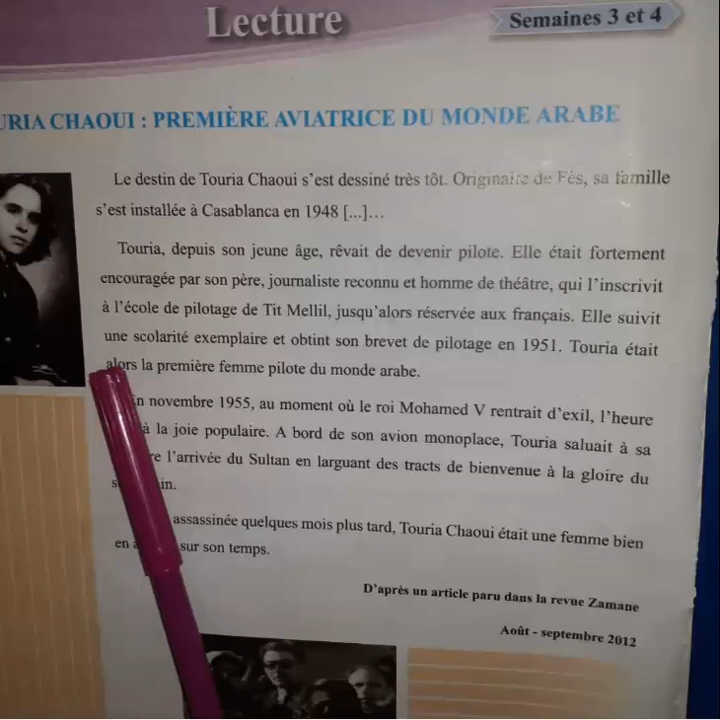 Lecture
Semaines 3 et 4
URIA CHAOUI : PREMIÈRE AVIATRICE DU MONDE ARABE
Le destin de Touria Chaoui s'est dessiné très tôt. Originaire de Fès, sa famille
s'est installée à Casablanca en 1948 [...]…
Touria, depuis son jeune âge, rêvait de devenir pilote. Elle était fortement
encouragée par son père, journaliste reconnu et homme de théâtre, qui l'inscrivit
à l'école de pilotage de Tit Mellil, jusqu'alors réservée aux français. Elle suivit
une scolarité exemplaire et obtint son brevet de pilotage en 1951. Touria était
alors la première femme pilote du monde arabe.
n novembre 1955, au moment où le roi Mohamed V rentrait d'exil, l'heure
à la joie populaire. A bord de son avion monoplace, Touria saluait à sa
re l'arrivée du Sultan en larguant des tracts de bienvenue à la gloire du
s in.
assassinée quelques mois plus tard, Touria Chaoui était une femme bien
en a sur son temps.
D'après un article paru dans la revue Zamane
Août - septembre 2012